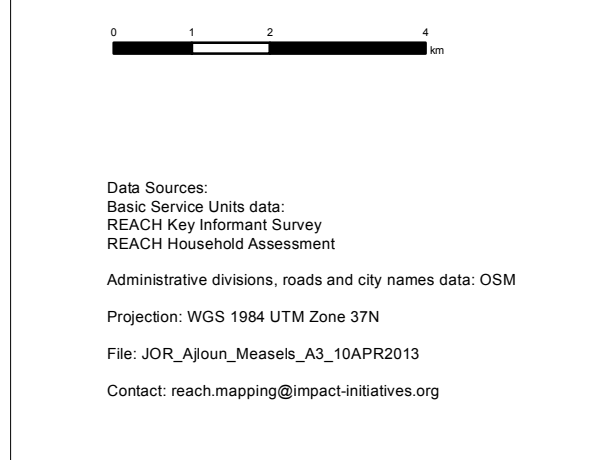 0 1 2 4
km
Data Sources:
Basic Service Units data:
REACH Key Informant Survey
REACH Household Assessment
Administrative divisions, roads and city names data: OSM
Projection: WGS 1984 UTM Zone 37N
File: JOR_Ajloun_Measels_A3_10APR2013
Contact: reach.mapping@impact-initiatives.org